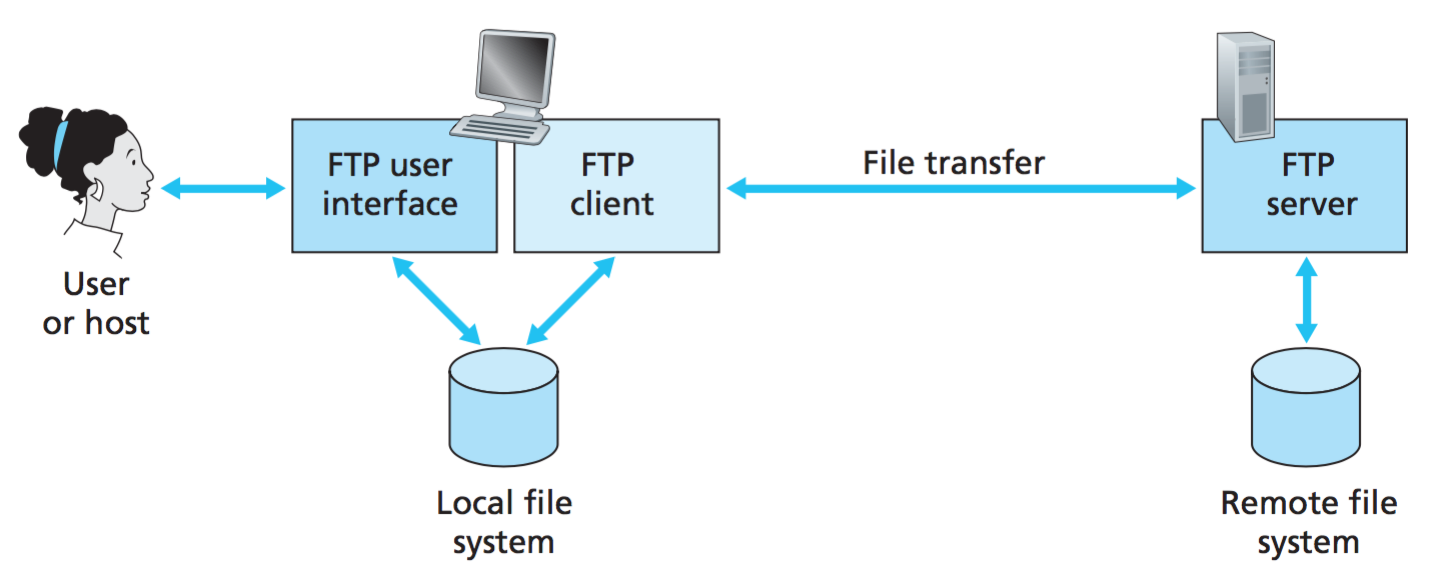 FTP user
interface
FTP
client
File transfer
FTP
server
User
or host
Local file
system
Remote file
system